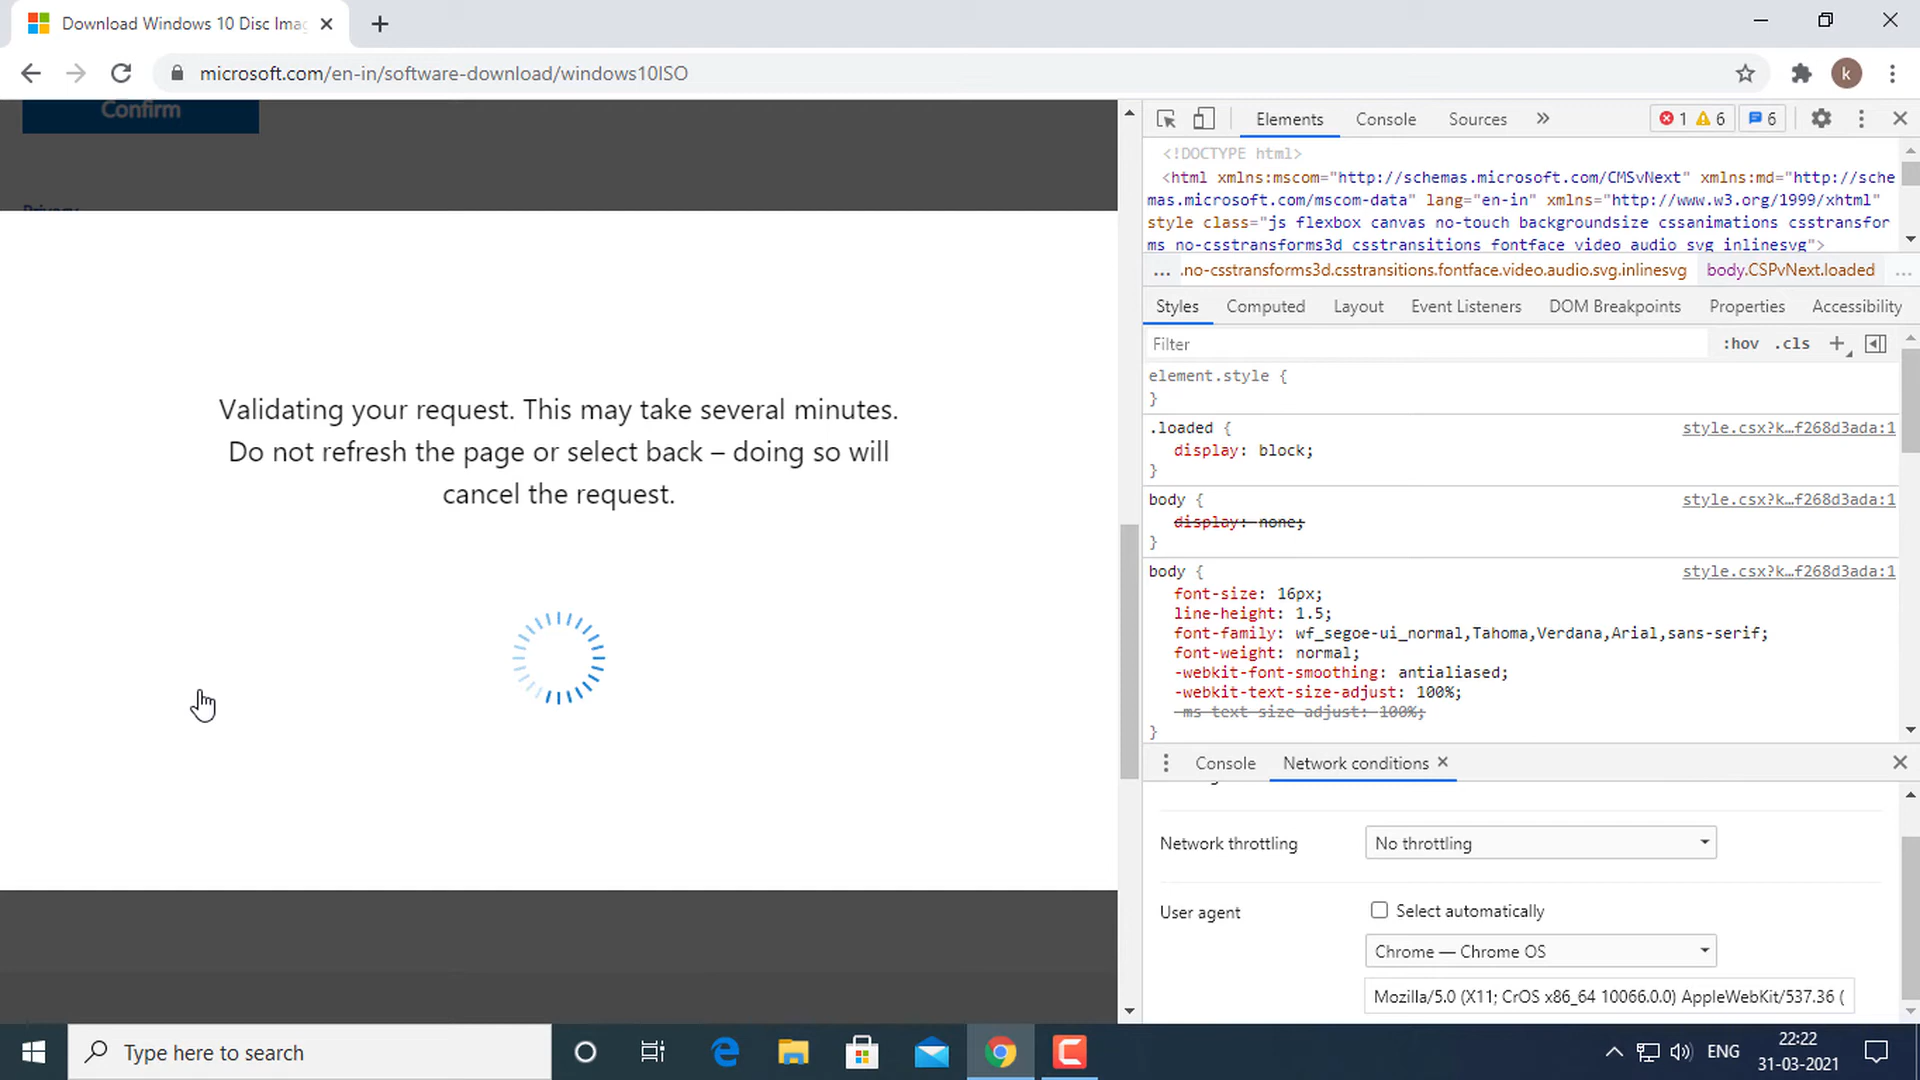 Download Windows 10 Disc Imag
microsoft.com/en-in/software-download/windows10ISO
k
Confirm
Privacy
Validating your request. This may take several minutes.
Do not refresh the page or select back – doing so will
cancel the request.
Elements
Console
Sources
1
6
6
<!DOCTYPE html>
<html xmlns:mscom="http://schemas.microsoft.com/CMSvNext" xmlns:md="http://sche
mas.microsoft.com/mscom-data" lang="en-in" xmlns="http://www.w3.org/1999/xhtml"
style class="js flexbox canvas no-touch backgroundsize cssanimations csstransfor
ms no-csstransforms3d csstransitions fontface video audio svg inlinesvg">
… .no-csstransforms3d.csstransitions.fontface.video.audio.svg.inlinesvg body.CSPvNext.loaded …
Styles Computed Layout Event Listeners DOM Breakpoints Properties Accessibility
Filter
:hov .cls
element.style {
}
.loaded { style.csx?k…f268d3ada:1
display: block;
}
body { style.csx?k…f268d3ada:1
display: none;
}
body { style.csx?k…f268d3ada:1
font-size: 16px;
line-height: 1.5;
font-family: wf_segoe-ui_normal,Tahoma,Verdana,Arial,sans-serif;
font-weight: normal;
-webkit-font-smoothing: antialiased;
-webkit-text-size-adjust: 100%;
-ms-text-size-adjust: 100%;
}
Console
Network conditions
Network throttling
No throttling
User agent
Select automatically
Chrome — Chrome OS
Mozilla/5.0 (X11; CrOS x86_64 10066.0.0) AppleWebKit/537.36 (
Type here to search
ENG
22:22
31-03-2021